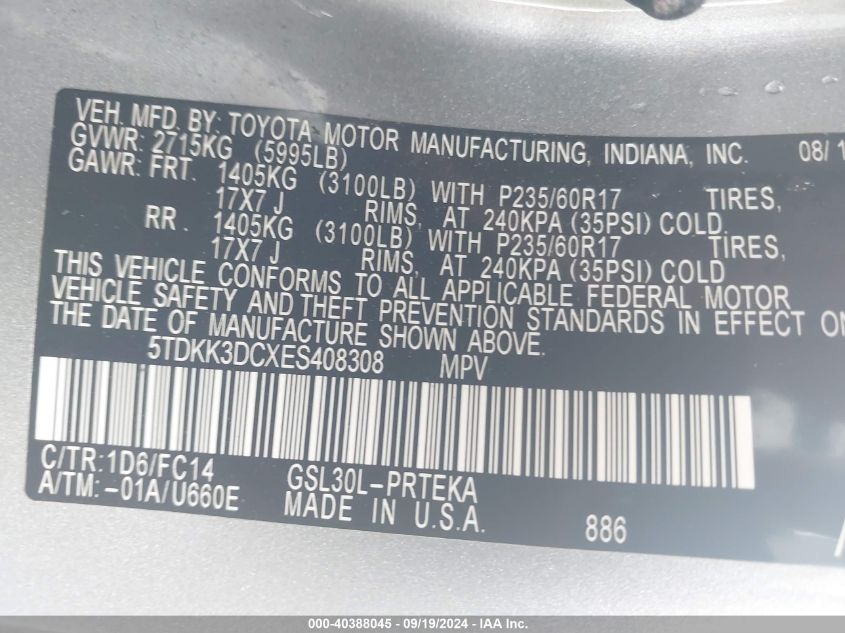 VEH. MFD. BY: TOYOTA MOTOR MANUFACTURING, INDIANA, INC. 08/1
GVWR: 2715KG (5995LB)
GAWR: FRT. 1405KG (3100LB) WITH P235/60R17 TIRES,
17X7 J RIMS, AT 240KPA (35PSI) COLD.
RR . 1405KG (3100LB) WITH P235/60R17 TIRES,
17X7 J RIMS, AT 240KPA (35PSI) COLD
THIS VEHICLE CONFORMS TO ALL APPLICABLE FEDERAL MOTOR
VEHICLE SAFETY AND THEFT PREVENTION STANDARDS IN EFFECT ON
THE DATE OF MANUFACTURE SHOWN ABOVE.
5TDKK3DCXES408308 MPV
C/TR:1D6/FC14 GSL30L-PRTEKA
A/TM:-01A/U660E MADE IN U.S.A. 886
000-40388045 - 09/19/2024 - IAA Inc.